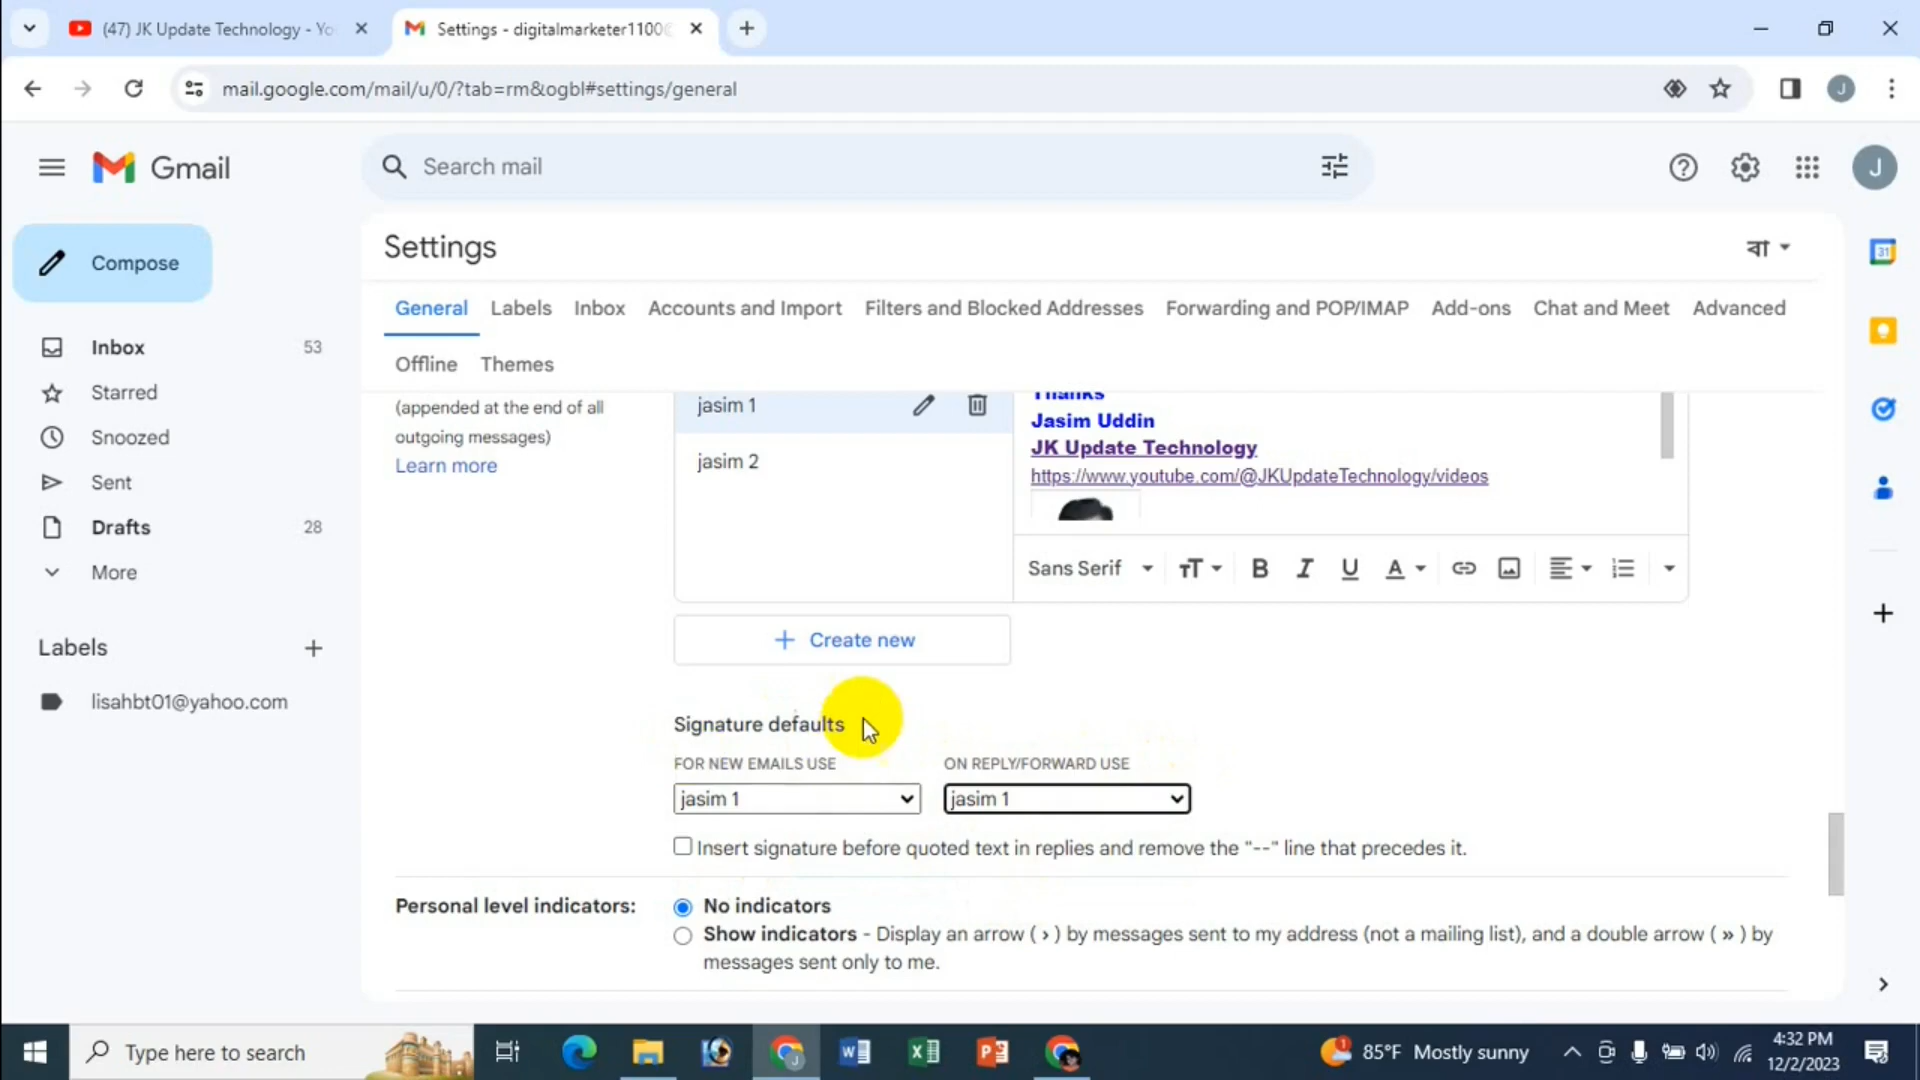 (47) JK Update Technology - Yo
Settings - digitalmarketer1100@
mail.google.com/mail/u/0/?tab=rm&ogbl#settings/general
J
Gmail
Search mail
J
Compose
Settings
বা
General
Labels
Inbox
Accounts and Import
Filters and Blocked Addresses
Forwarding and POP/IMAP
Add-ons
Chat and Meet
Advanced
Offline
Themes
Inbox 53
Starred
Snoozed
Sent
Drafts 28
More
Labels
lisahbt01@yahoo.com
(appended at the end of all
outgoing messages)
Learn more
jasim 1
jasim 2
Thanks
Jasim Uddin
JK Update Technology
https://www.youtube.com/@JKUpdateTechnology/videos
Sans Serif
Create new
Signature defaults
FOR NEW EMAILS USE
ON REPLY/FORWARD USE
jasim 1
jasim 1
Insert signature before quoted text in replies and remove the "--" line that precedes it.
Personal level indicators:
No indicators
Show indicators - Display an arrow ( › ) by messages sent to my address (not a mailing list), and a double arrow ( » ) by
messages sent only to me.
31
Type here to search
85°F Mostly sunny
4:32 PM
12/2/2023